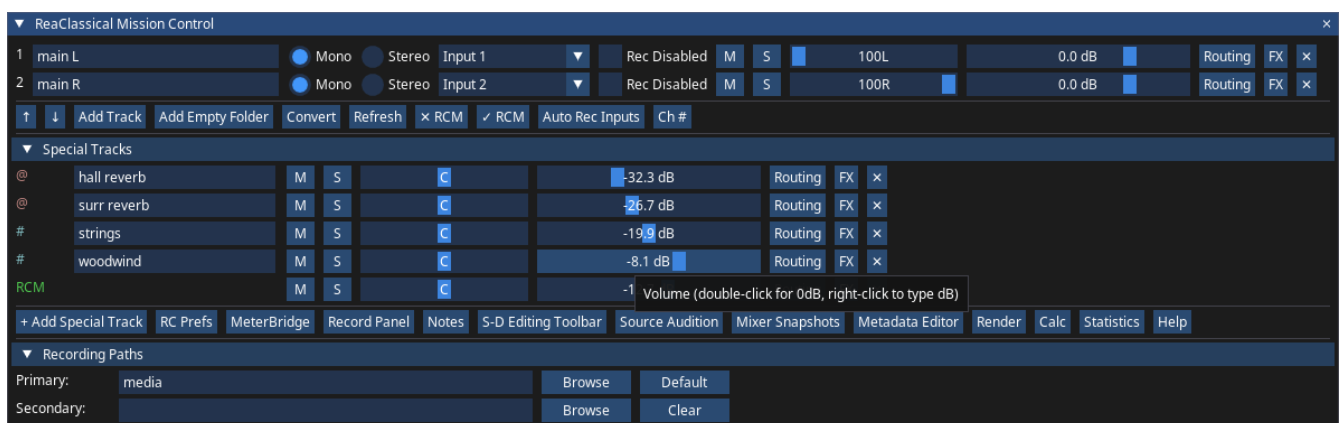 ▼ ReaClassical Mission Control ×
1 main L Mono Stereo Input 1 ▼ Rec Disabled M S 100L 0.0 dB Routing FX ×
2 main R Mono Stereo Input 2 ▼ Rec Disabled M S 100R 0.0 dB Routing FX ×
↑ ↓ Add Track Add Empty Folder Convert Refresh ×RCM ✓RCM Auto Rec Inputs Ch #
▼ Special Tracks
@ hall reverb M S C -32.3 dB Routing FX ×
@ surr reverb M S C -26.7 dB Routing FX ×
# strings M S C -19.9 dB Routing FX ×
# woodwind M S C -8.1 dB Routing FX ×
RCM M S C -1
Volume (double-click for 0dB, right-click to type dB)
+ Add Special Track RC Prefs MeterBridge Record Panel Notes S-D Editing Toolbar Source Audition Mixer Snapshots Metadata Editor Render Calc Statistics Help
▼ Recording Paths
Primary: media Browse Default
Secondary: Browse Clear